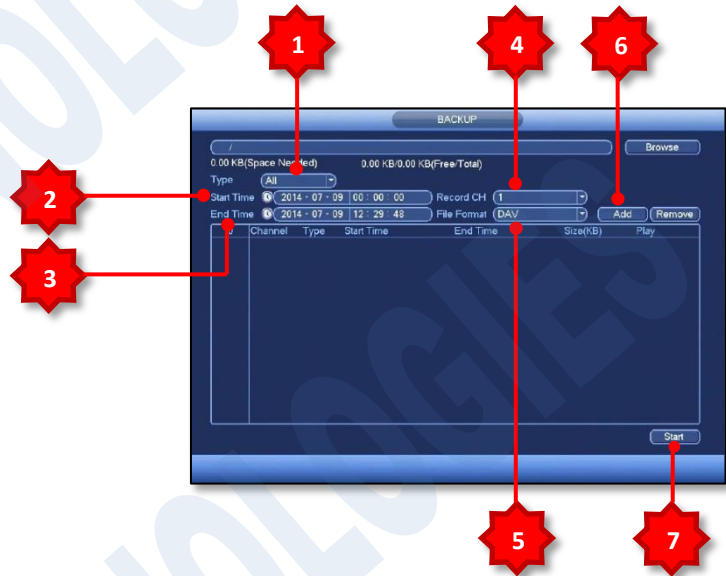 1
4
6
BACKUP
/
Browse
0.00 KB(Space Needed) 0.00 KB/0.00 KB(Free/Total)
Type All
2
Start Time 2014 - 07 - 09 00 : 00 : 00 Record CH 1
End Time 2014 - 07 - 09 12 : 29 : 48 File Format DAV Add Remove
Channel Type Start Time End Time Size(KB) Play
3
Start
5
7
NOLOGIES